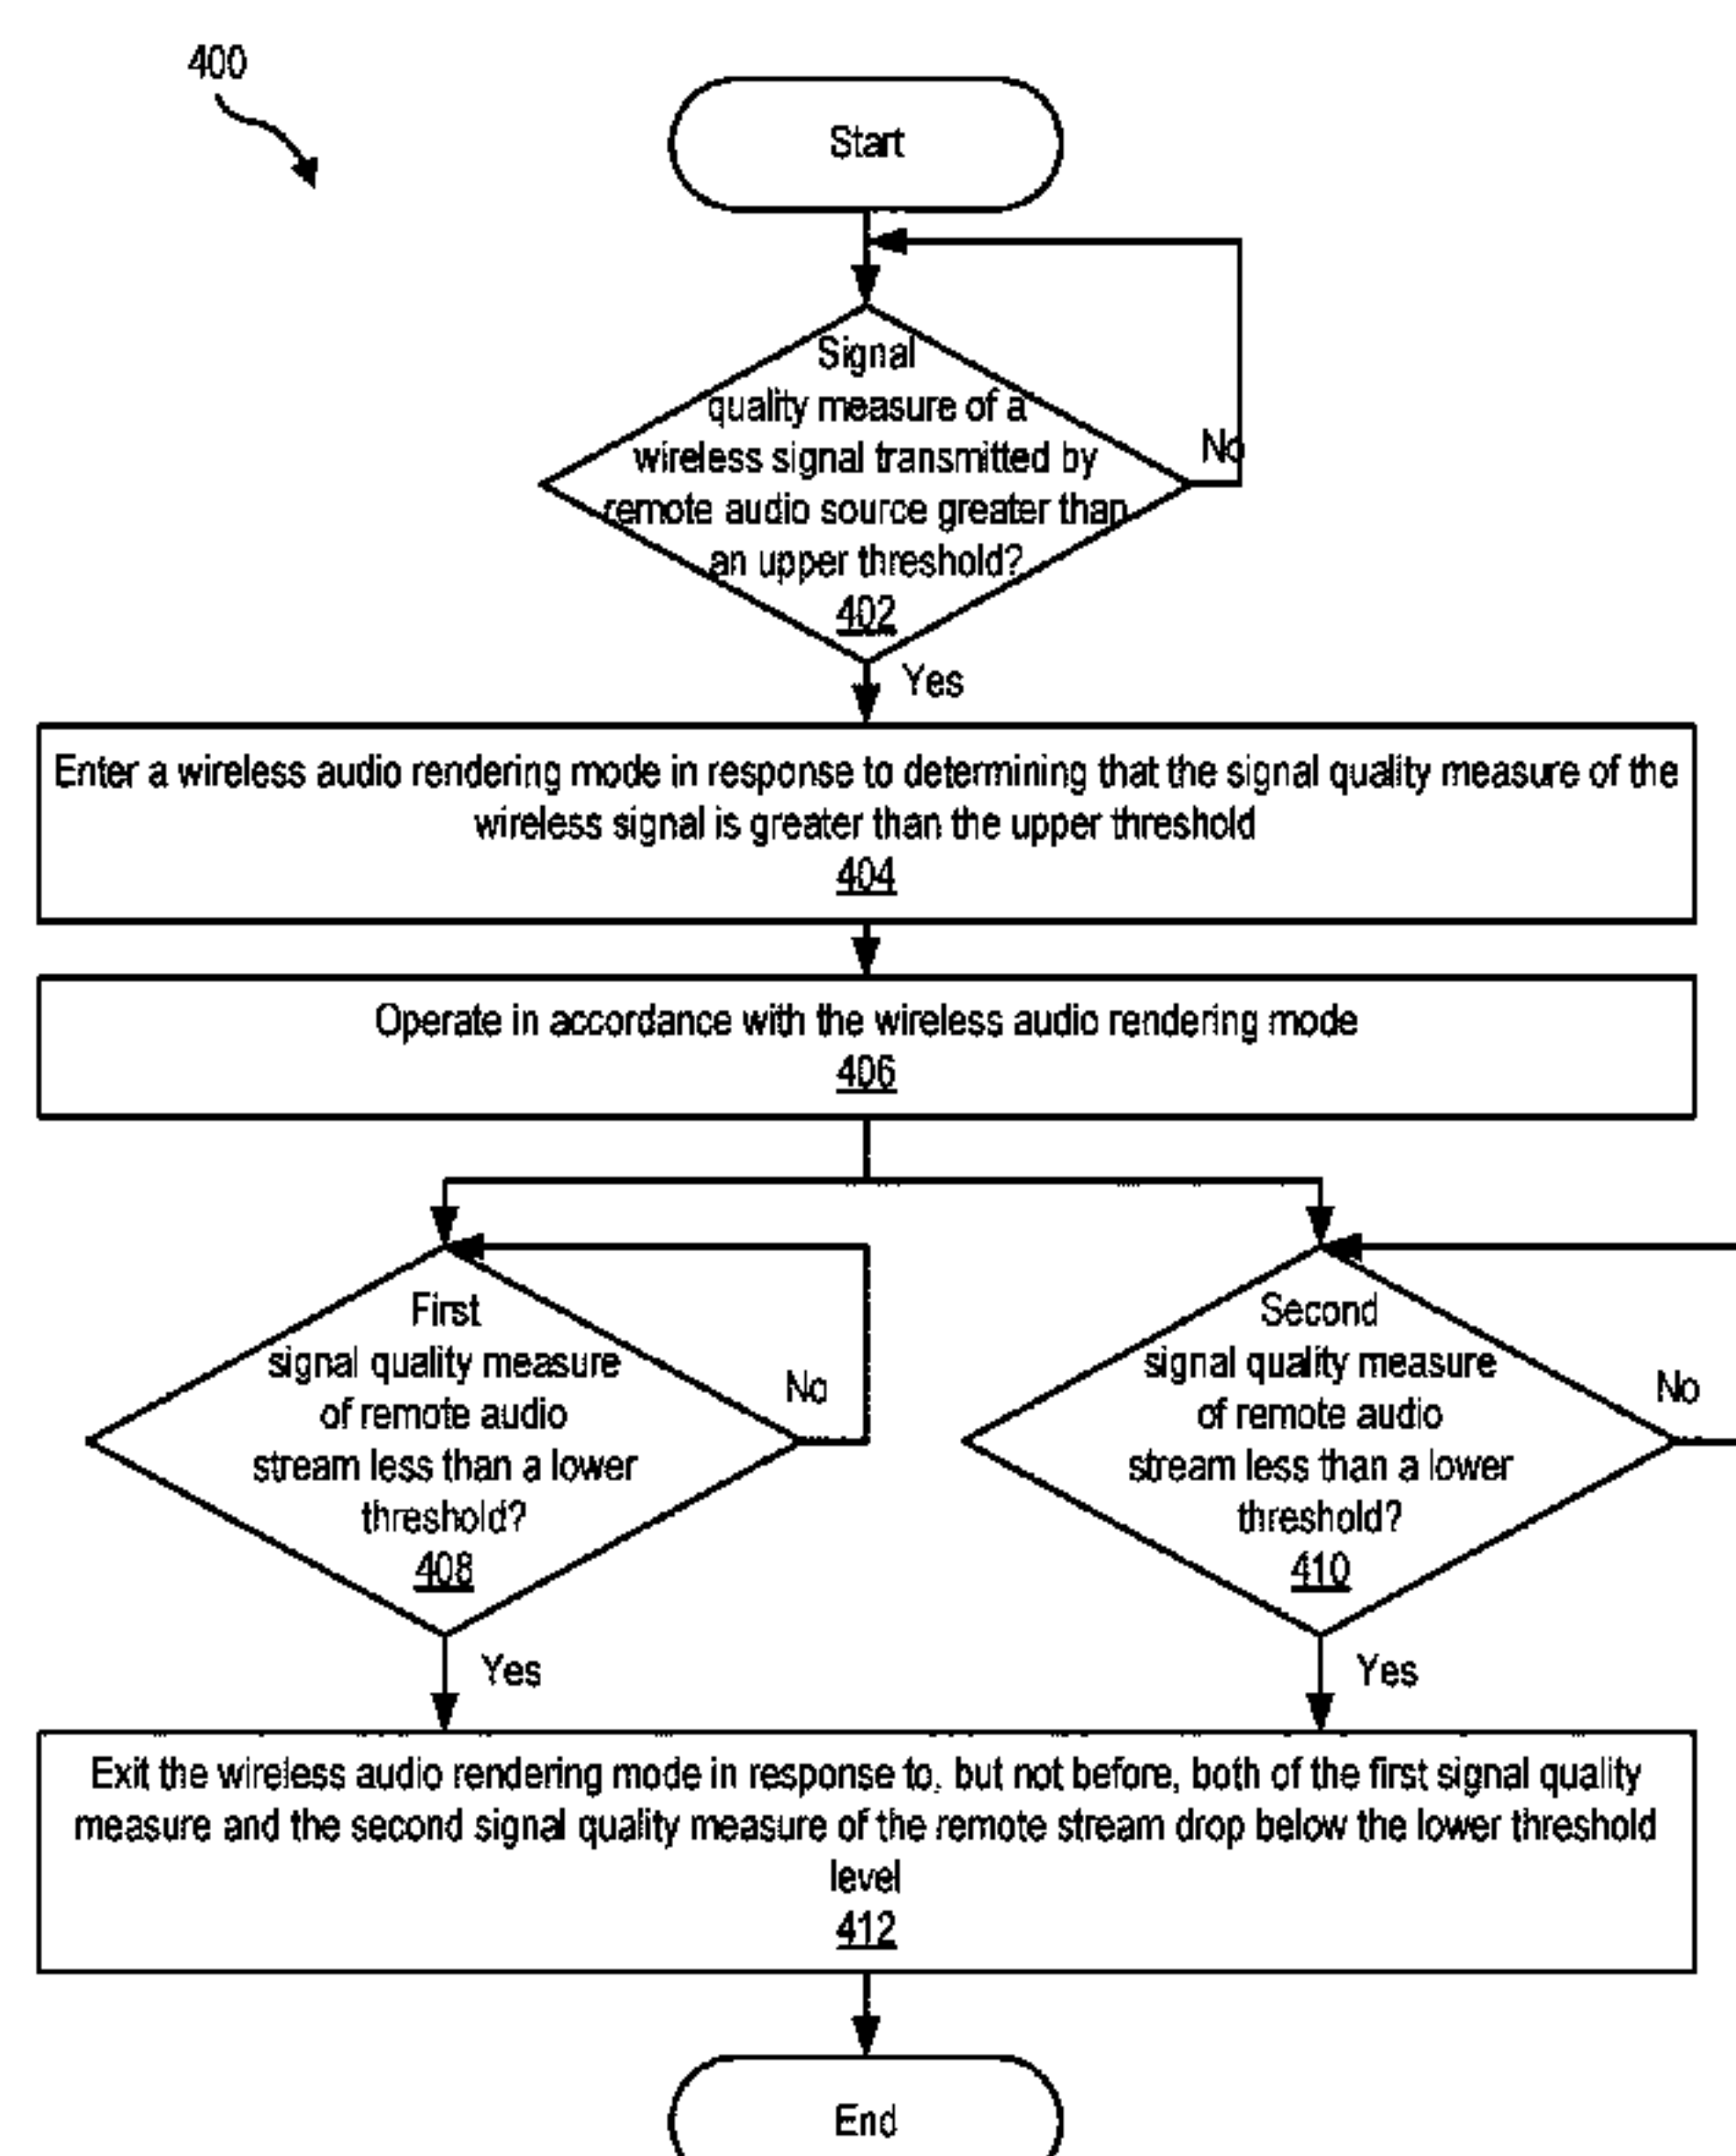 400
Start
Signal
quality measure of a
wireless signal transmitted by
remote audio source greater than
an upper threshold?
402
No
Yes
Enter a wireless audio rendering mode in response to determining that the signal quality measure of the
wireless signal is greater than the upper threshold
404
Operate in accordance with the wireless audio rendering mode
406
First
signal quality measure
of remote audio
stream less than a lower
threshold?
408
No
Yes
Second
signal quality measure
of remote audio
stream less than a lower
threshold?
410
No
Yes
Exit the wireless audio rendering mode in response to, but not before, both of the first signal quality
measure and the second signal quality measure of the remote stream drop below the lower threshold
level
412
End